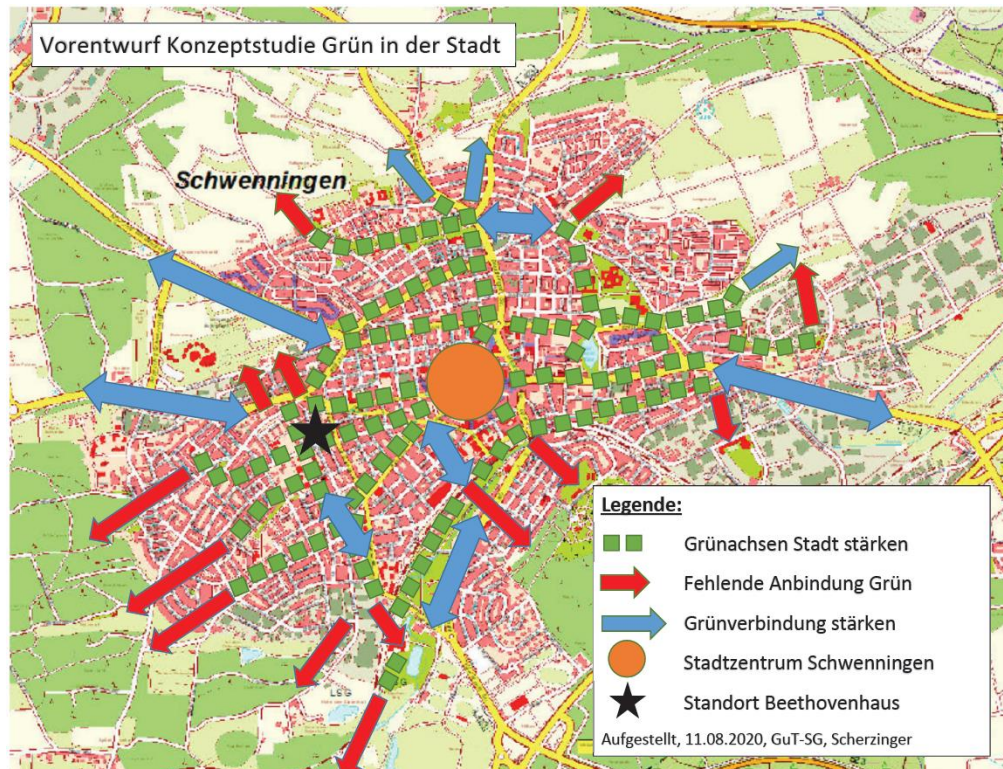 Vorentwurf Konzeptstudie Grün in der Stadt
Schwenningen
LSG
Legende:
Grünachsen Stadt stärken
Fehlende Anbindung Grün
Grünverbindung stärken
Stadtzentrum Schwenningen
Standort Beethovenhaus
Aufgestellt, 11.08.2020, GuT-SG, Scherzinger